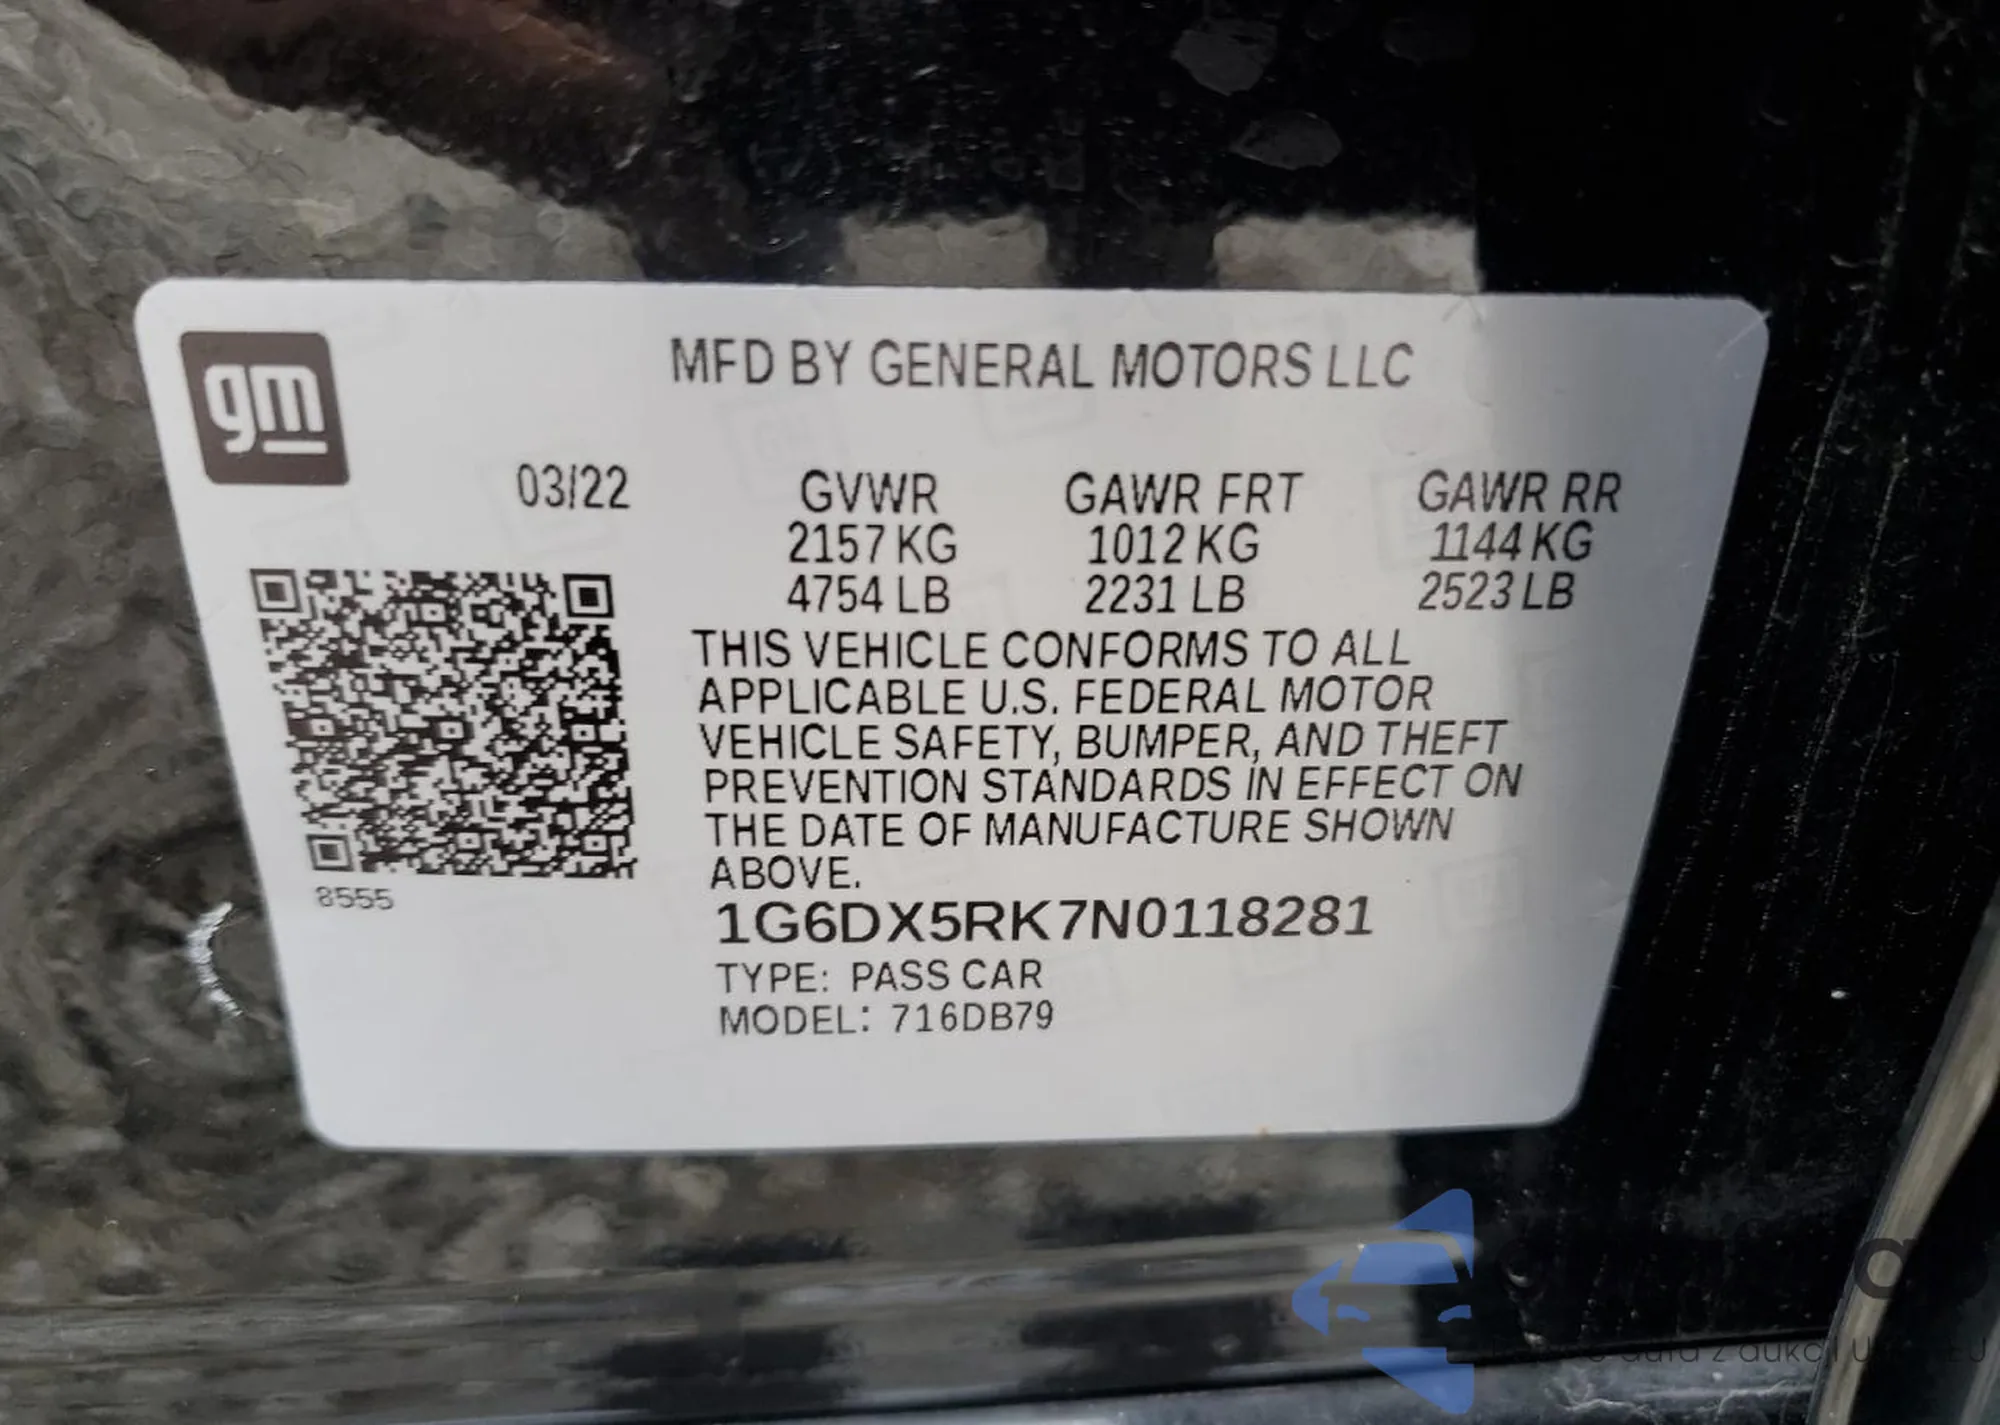 gm
MFD BY GENERAL MOTORS LLC
03/22 GVWR GAWR FRT GAWR RR
2157 KG 1012 KG 1144 KG
4754 LB 2231 LB 2523 LB
THIS VEHICLE CONFORMS TO ALL
APPLICABLE U.S. FEDERAL MOTOR
VEHICLE SAFETY, BUMPER, AND THEFT
PREVENTION STANDARDS IN EFFECT ON
THE DATE OF MANUFACTURE SHOWN
ABOVE.
8555
1G6DX5RK7N0118281
TYPE: PASS CAR
MODEL: 716DB79
auta z aukcji